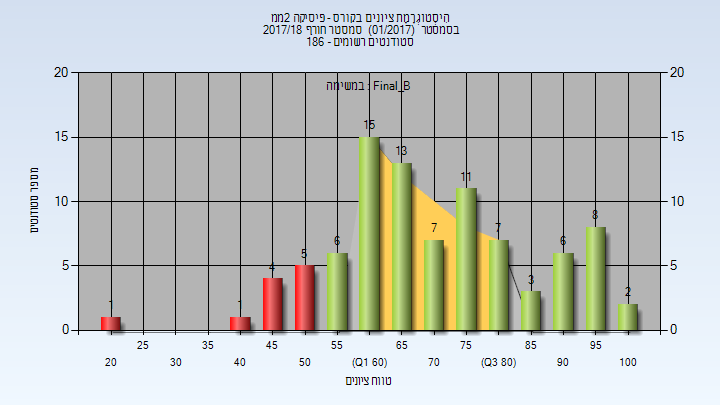 היסטוגרמת ציונים בקורס - פיסיקה 2ממ
בסמסטר (01/2017) סמסטר חורף 2017/18
סטודנטים רשומים - 186
במשימה : Final_B
20 20
15 15
10 10
5 5
0 0
מספר סטודנטים
1 1 4 5 6 15 13 7 11 7 3 6 8 2
25 35 45 55 65 75 85 95
20 30 40 50 (Q1 60) 70 (Q3 80) 90 100
טווח ציונים